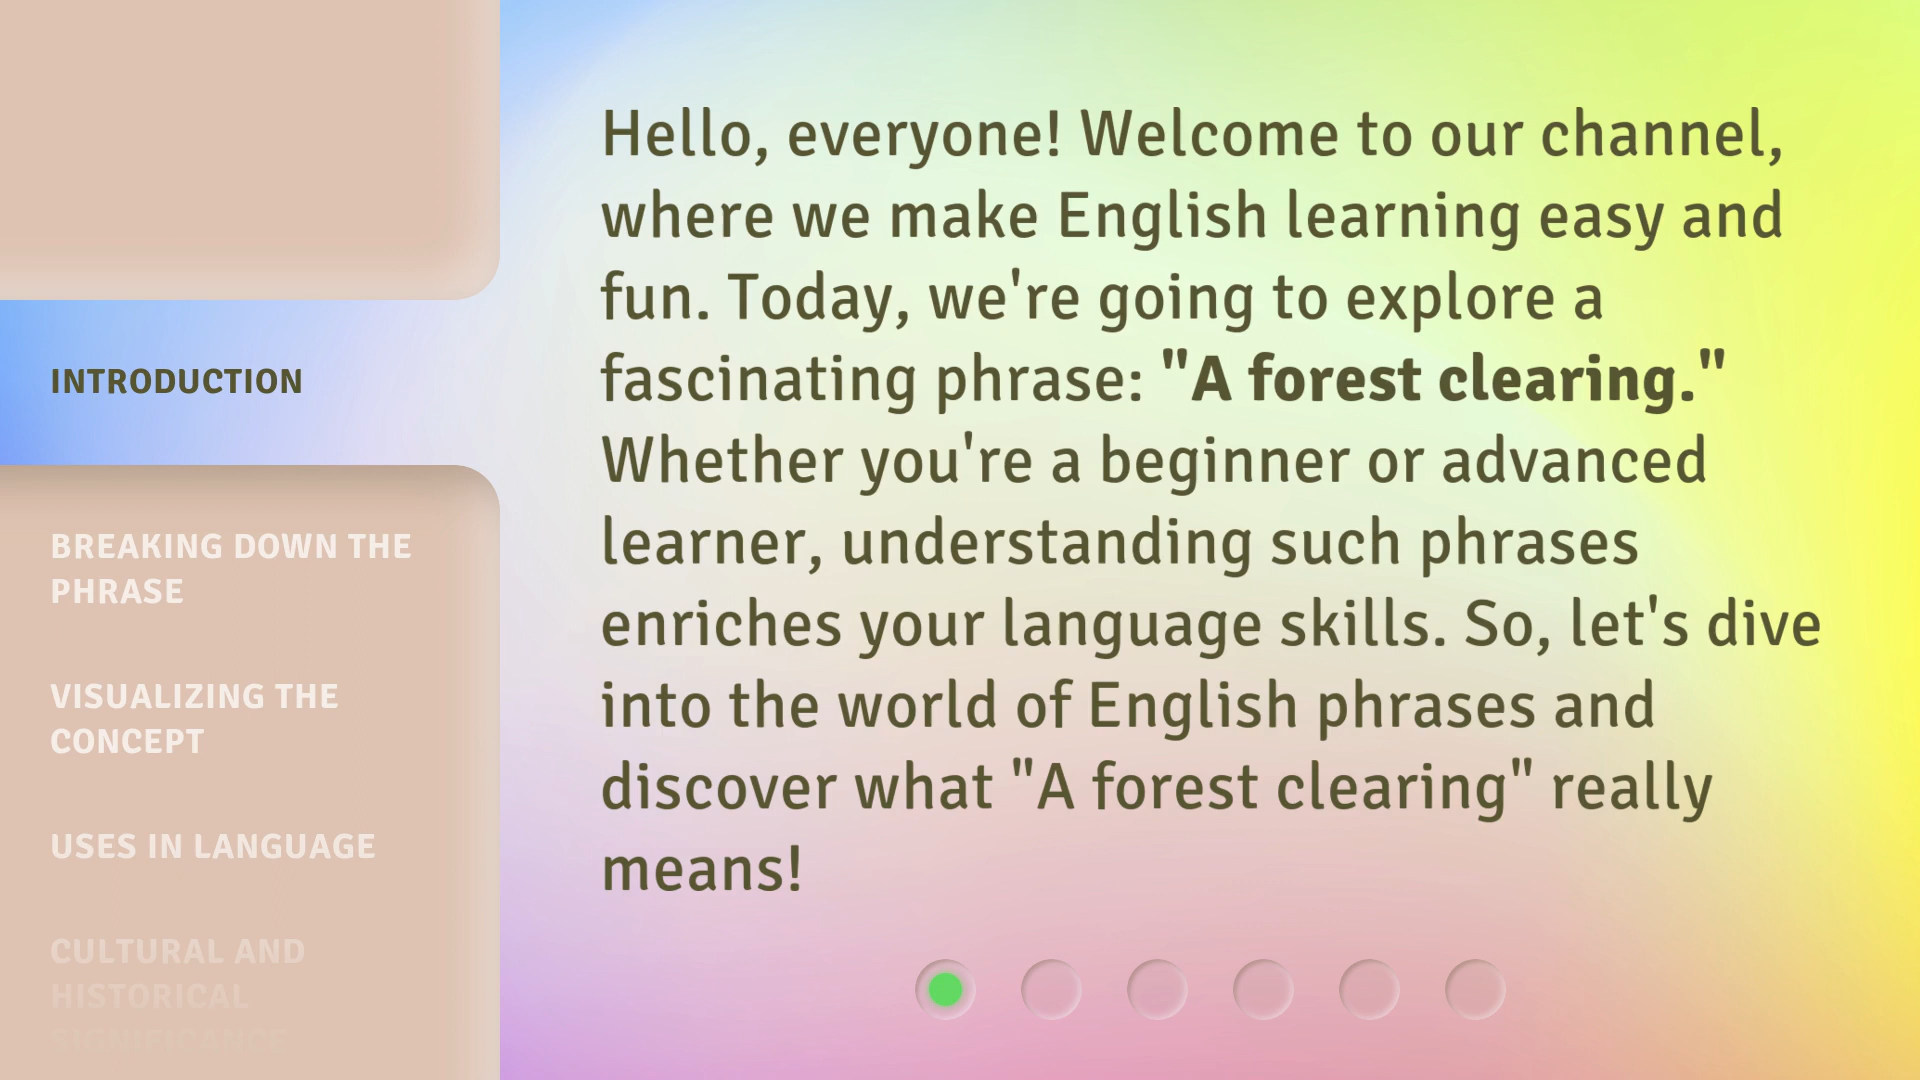 INTRODUCTION
BREAKING DOWN THE
PHRASE
VISUALIZING THE
CONCEPT
USES IN LANGUAGE
CULTURAL AND
HISTORICAL
SIGNIFICANCE
Hello, everyone! Welcome to our channel,
where we make English learning easy and
fun. Today, we're going to explore a
fascinating phrase: "A forest clearing."
Whether you're a beginner or advanced
learner, understanding such phrases
enriches your language skills. So, let's dive
into the world of English phrases and
discover what "A forest clearing" really
means!